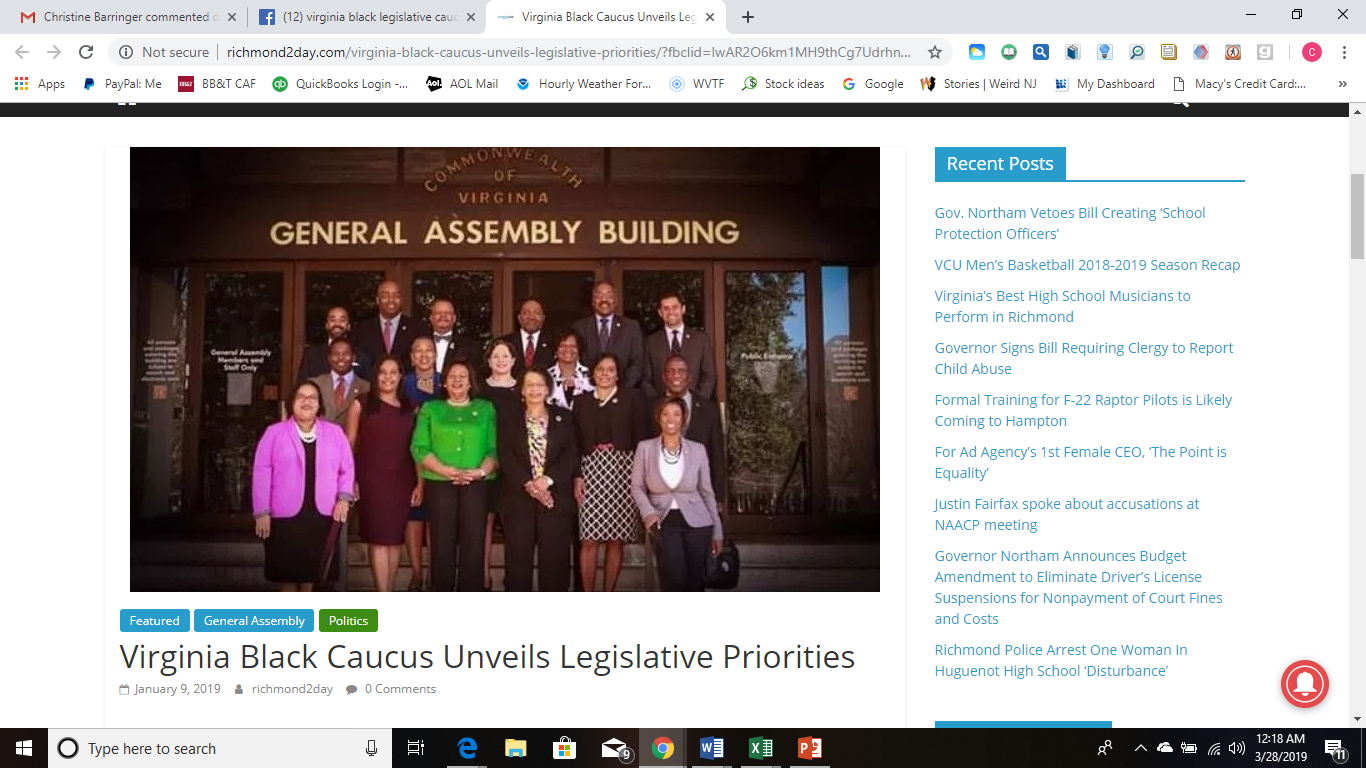 Christine Barringer commented o
(12) virginia black legislative cauc
Virginia Black Caucus Unveils Leg
Not secure
richmond2day.com/virginia-black-caucus-unveils-legislative-priorities/?fbclid=IwAR2O6km1MH9thCg7Udrhn...
C
Apps
PayPal: Me
BB&T CAF
QuickBooks Login -...
AOL Mail
Hourly Weather For...
WVTF
Stock ideas
Google
Stories | Weird NJ
My Dashboard
Macy's Credit Card:...
»
COMMONWEALTH
OF
VIRGINIA
GENERAL ASSEMBLY BUILDING
General Assembly
Members and
Staff Only
Public Entrance
Featured
General Assembly
Politics
Virginia Black Caucus Unveils Legislative Priorities
January 9, 2019
richmond2day
0 Comments
Recent Posts
Gov. Northam Vetoes Bill Creating ‘School
Protection Officers’
VCU Men’s Basketball 2018-2019 Season Recap
Virginia’s Best High School Musicians to
Perform in Richmond
Governor Signs Bill Requiring Clergy to Report
Child Abuse
Formal Training for F-22 Raptor Pilots is Likely
Coming to Hampton
For Ad Agency’s 1st Female CEO, ‘The Point is
Equality’
Justin Fairfax spoke about accusations at
NAACP meeting
Governor Northam Announces Budget
Amendment to Eliminate Driver’s License
Suspensions for Nonpayment of Court Fines
and Costs
Richmond Police Arrest One Woman In
Huguenot High School ‘Disturbance’
Type here to search
9
12:18 AM
3/28/2019
11